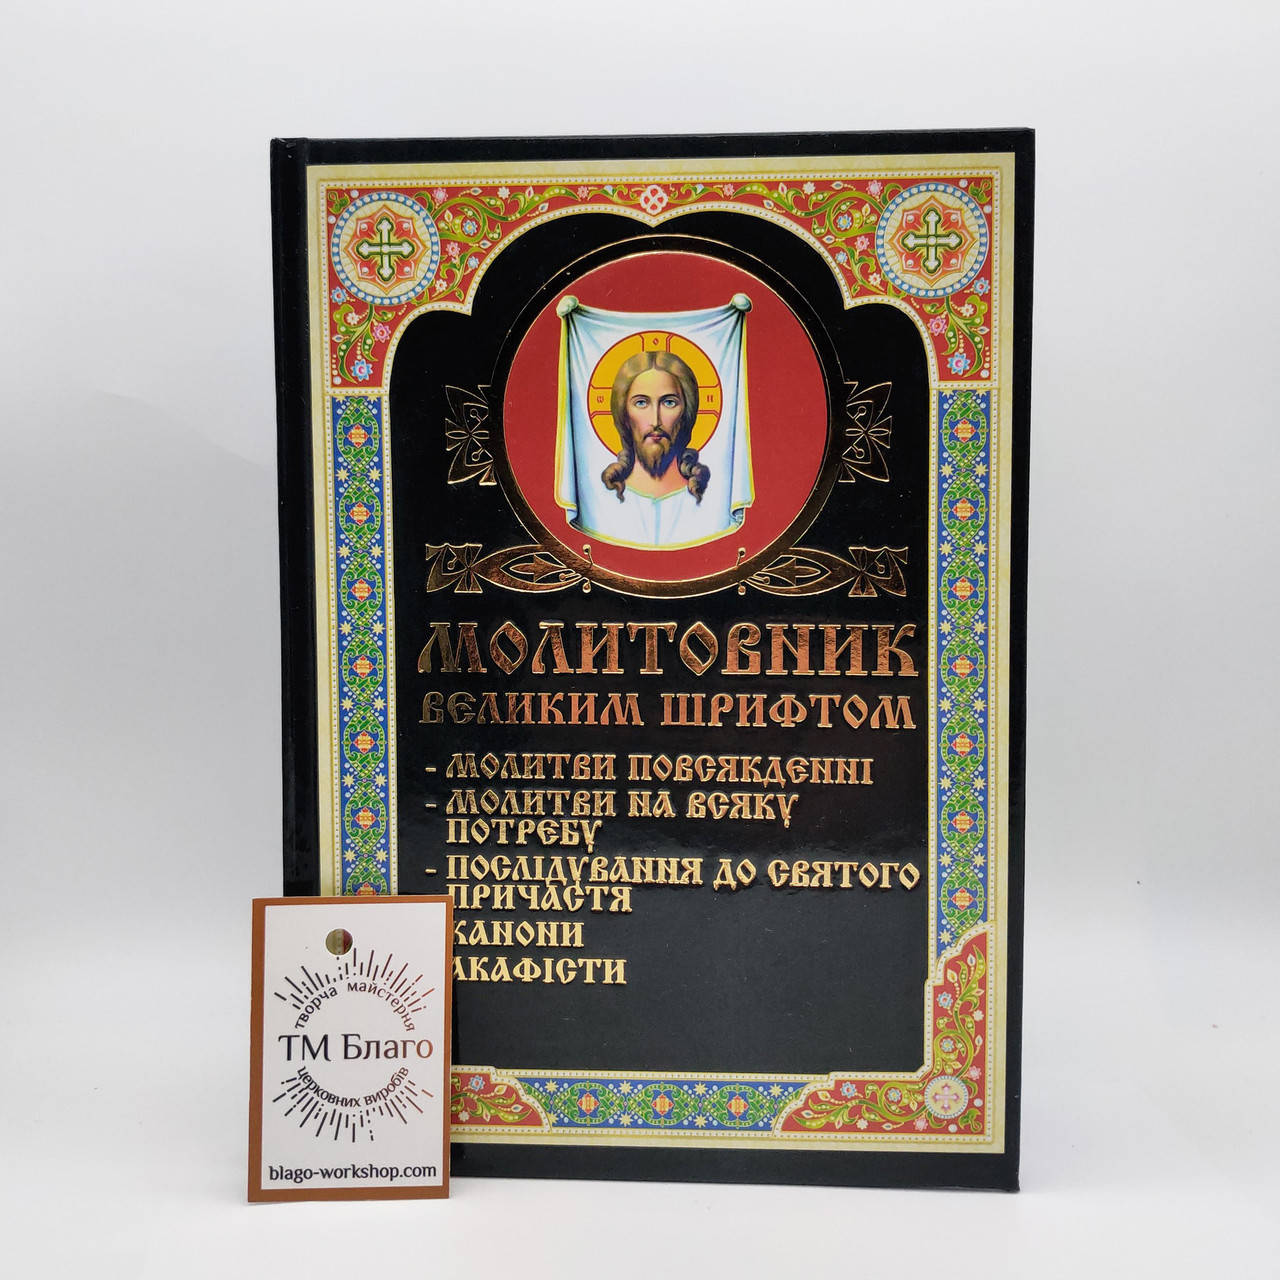 О
Ѡ Н
МОЛИТОВНИК
ВЕЛИКИМ ШРИФТОМ
- МОЛИТВИ ПОВСЯКДЕННІ
- МОЛИТВИ НА ВСЯКУ
ПОТРЕБУ
- ПОСЛІДУВАННЯ ДО СВЯТОГО
ПРИЧАСТЯ
КАНОНИ
АКАФІСТИ
творча майстерня
ТМ Благо
церковних виробів
blago-workshop.com